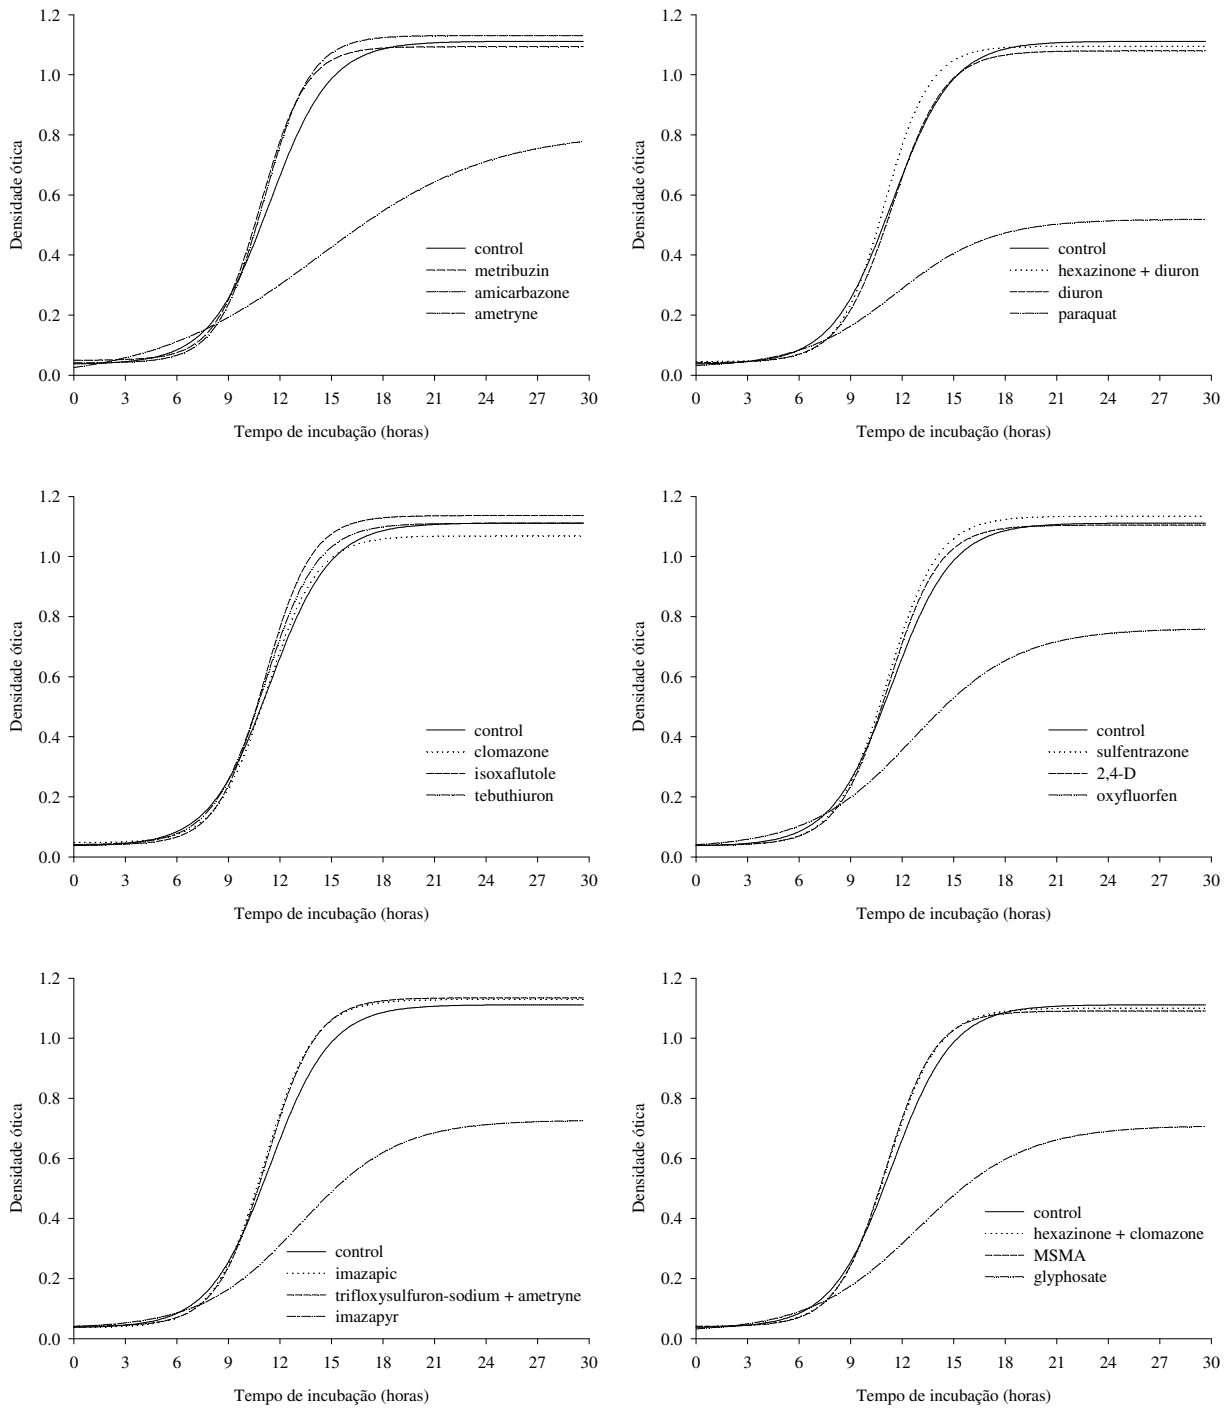 1.2
1.0
0.8
0.6
0.4
0.2
0.0
Densidade ótica
control
metribuzin
amicarbazone
ametryne
0 3 6 9 12 15 18 21 24 27 30
Tempo de incubação (horas)
1.2
1.0
0.8
0.6
0.4
0.2
0.0
Densidade ótica
control
hexazinone + diuron
diuron
paraquat
0 3 6 9 12 15 18 21 24 27 30
Tempo de incubação (horas)
1.2
1.0
0.8
0.6
0.4
0.2
0.0
Densidade ótica
control
clomazone
isoxaflutole
tebuthiuron
0 3 6 9 12 15 18 21 24 27 30
Tempo de incubação (horas)
1.2
1.0
0.8
0.6
0.4
0.2
0.0
Densidade ótica
control
sulfentrazone
2,4-D
oxyfluorfen
0 3 6 9 12 15 18 21 24 27 30
Tempo de incubação (horas)
1.2
1.0
0.8
0.6
0.4
0.2
0.0
Densidade ótica
control
imazapic
trifloxysulfuron-sodium + ametryne
imazapyr
0 3 6 9 12 15 18 21 24 27 30
Tempo de incubação (horas)
1.2
1.0
0.8
0.6
0.4
0.2
0.0
Densidade ótica
control
hexazinone + clomazone
MSMA
glyphosate
0 3 6 9 12 15 18 21 24 27 30
Tempo de incubação (horas)